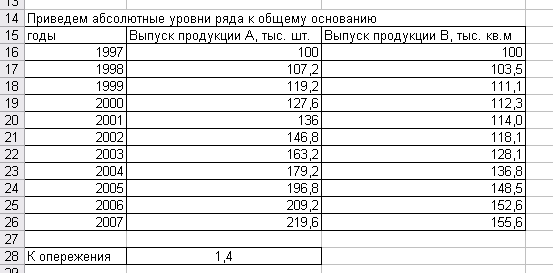 13
14 Приведем абсолютные уровни ряда к общему основанию
15 годы Выпуск продукции А, тыс. шт. Выпуск продукции В, тыс. кв.м
16 1997 100 100
17 1998 107,2 103,5
18 1999 119,2 111,1
19 2000 127,6 112,3
20 2001 136 114,0
21 2002 146,8 118,1
22 2003 163,2 128,1
23 2004 179,2 136,8
24 2005 196,8 148,5
25 2006 209,2 152,6
26 2007 219,6 155,6
27
28 К опережения 1,4